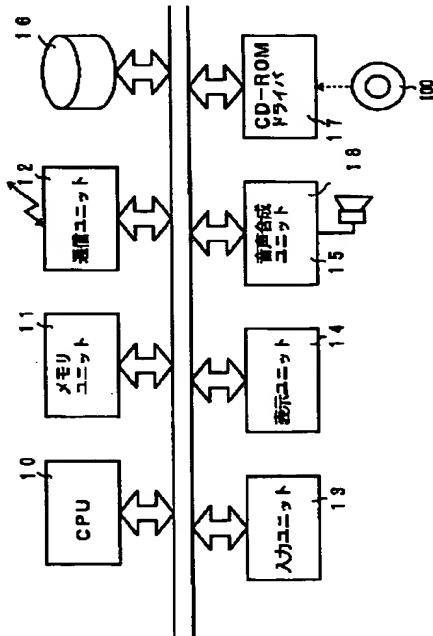 10
CPU
11
メモリ
ユニット
12
通信ユニット
16
入力ユニット
13
表示ユニット
14
音声合成
ユニット
15
18
CD-ROM
ドライバ
17
100